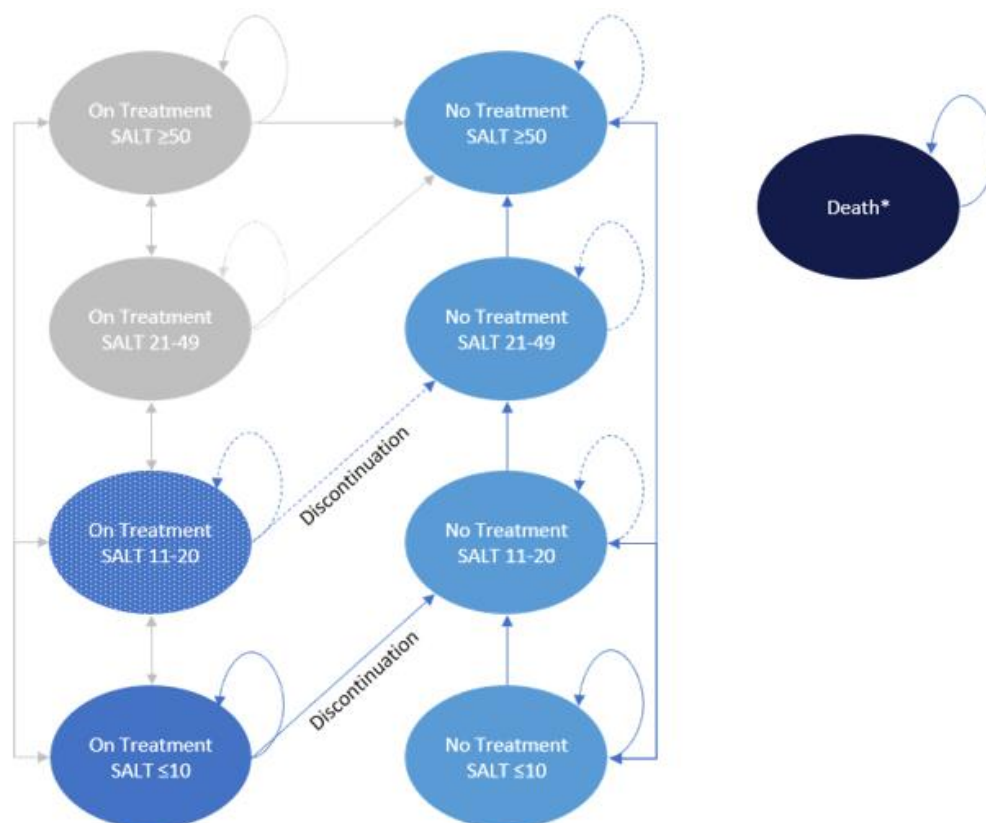 On Treatment
SALT ≥50
No Treatment
SALT ≥50
Death*
On Treatment
SALT 21-49
No Treatment
SALT 21-49
Discontinuation
On Treatment
SALT 11-20
No Treatment
SALT 11-20
Discontinuation
On Treatment
SALT ≤10
No Treatment
SALT ≤10